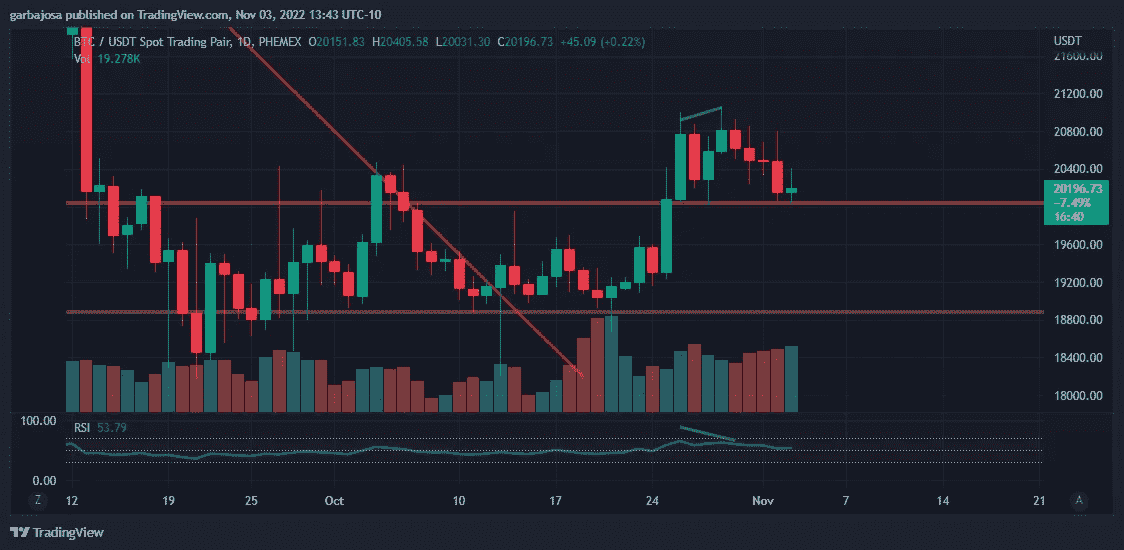 garbajosa published on TradingView.com, Nov 03, 2022 13:43 UTC-10
BTC / USDT Spot Trading Pair, 1D, PHEMEX O20151.83 H20405.58 L20031.30 C20196.73 +45.09 (+0.22%)
Vol 19.278K
USDT
21600.00
21200.00
20800.00
20400.00
20196.73
−7.49%
16:40
19600.00
19200.00
18800.00
18400.00
18000.00
RSI 53.79
100.00
0.00
Z 12 19 25 Oct 10 17 24 Nov 7 14 21 A
TradingView